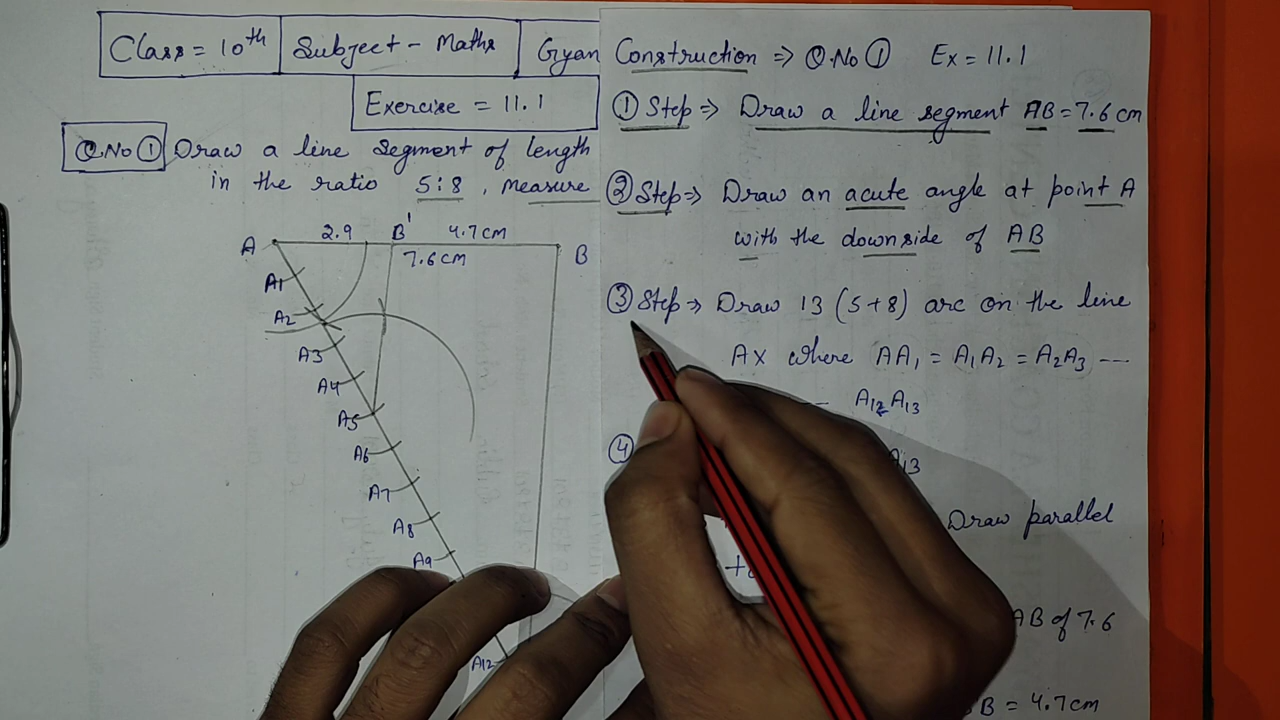 Class = 10th Subject - Maths Gyan
Exercise = 11.1
Q.No ① Draw a line segment of length
in the ratio 5:8, measure
A 2.9 B' 4.7cm B
7.6cm
A1
A2
A3
A4
A5
A6
A7
A8
A9
A12
Construction ⇒ Q.No ① Ex = 11.1
① Step ⇒ Draw a line segment AB = 7.6 cm
② Step ⇒ Draw an acute angle at point A
with the downside of AB
③ Step ⇒ Draw 13 (5+8) arc on the line
AX where AA₁ = A₁A₂ = A₂A₃ ---
A₁₂A₁₃
④
Draw parallel
AB of 7.6
B = 4.7cm